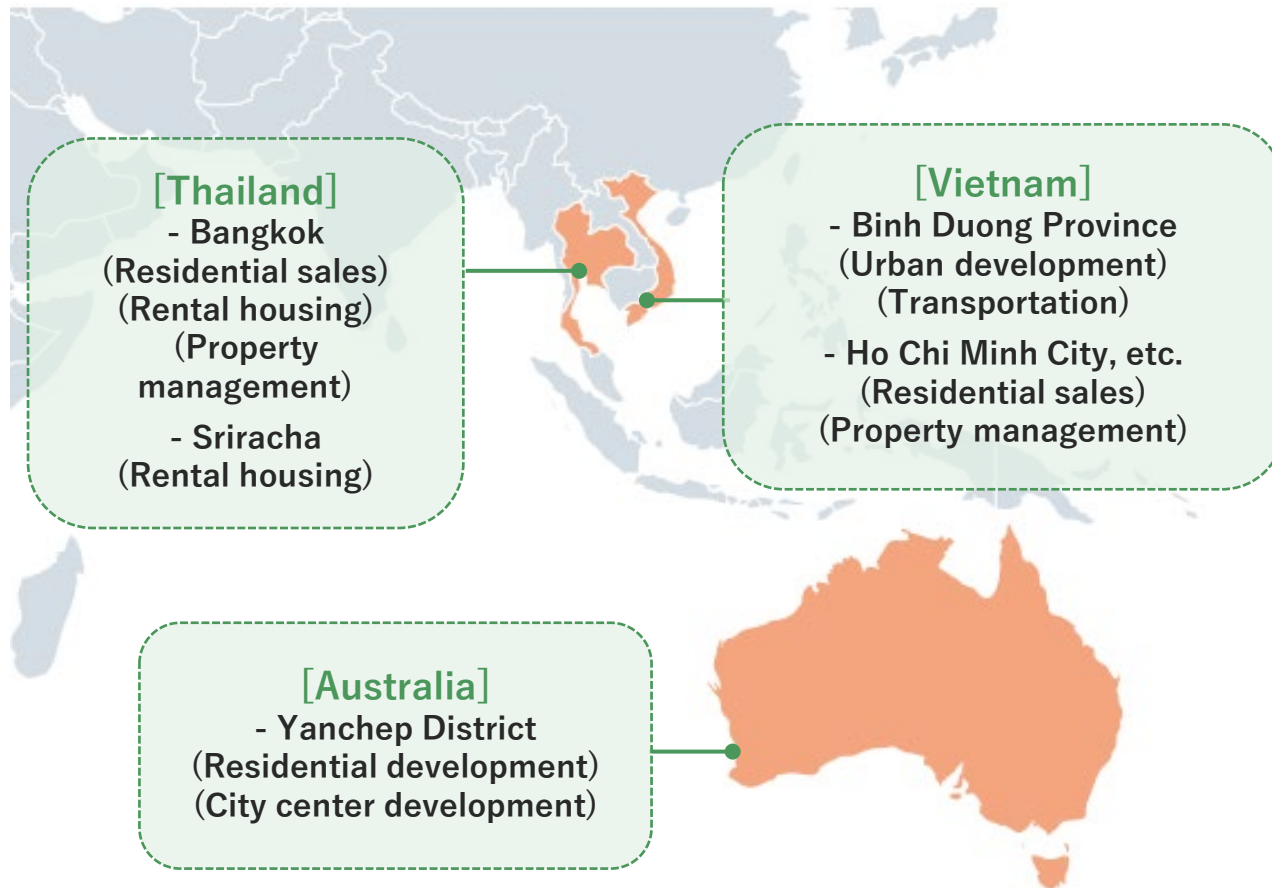 [Thailand]
- Bangkok
(Residential sales)
(Rental housing)
(Property
management)
- Sriracha
(Rental housing)
[Vietnam]
- Binh Duong Province
(Urban development)
(Transportation)
- Ho Chi Minh City, etc.
(Residential sales)
(Property management)
[Australia]
- Yanchep District
(Residential development)
(City center development)